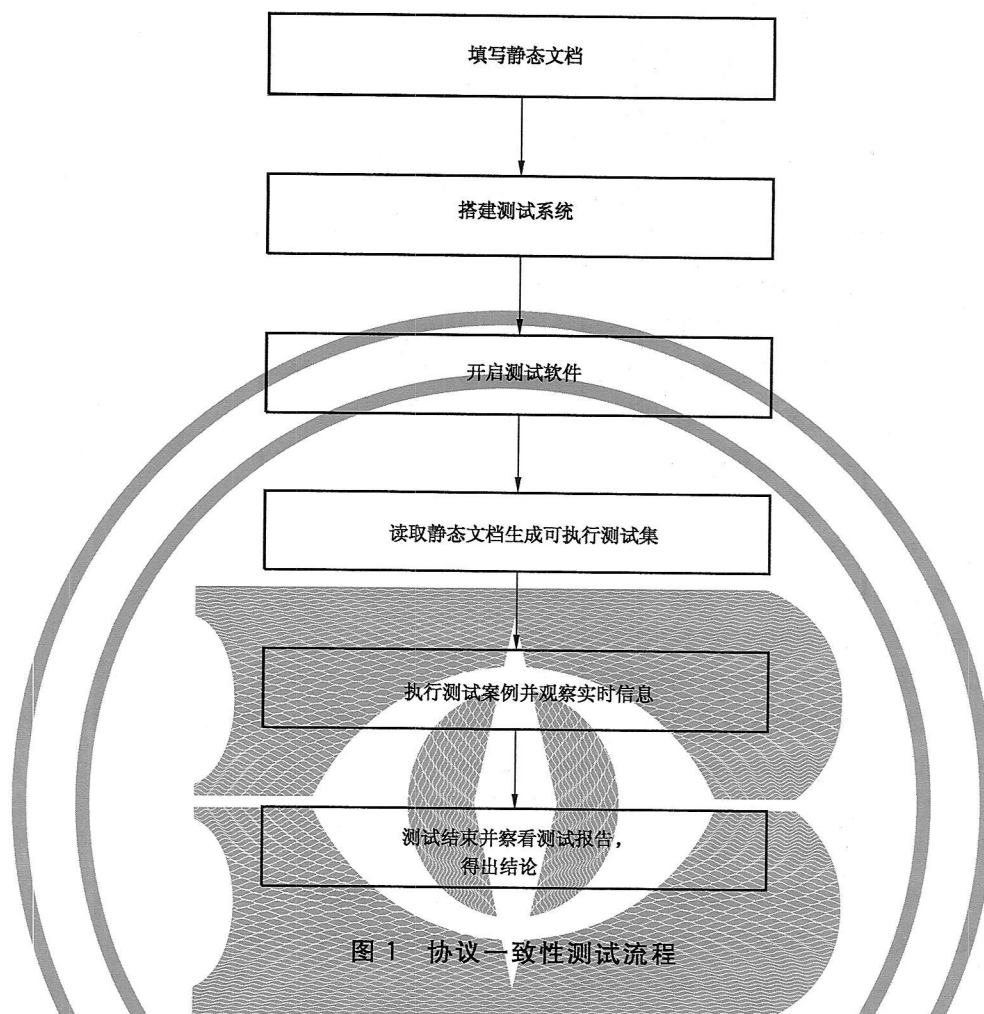 填写静态文档
搭建测试系统
开启测试软件
读取静态文档生成可执行测试集
执行测试案例并观察实时信息
测试结束并察看测试报告，
得出结论
图 1 协议一致性测试流程